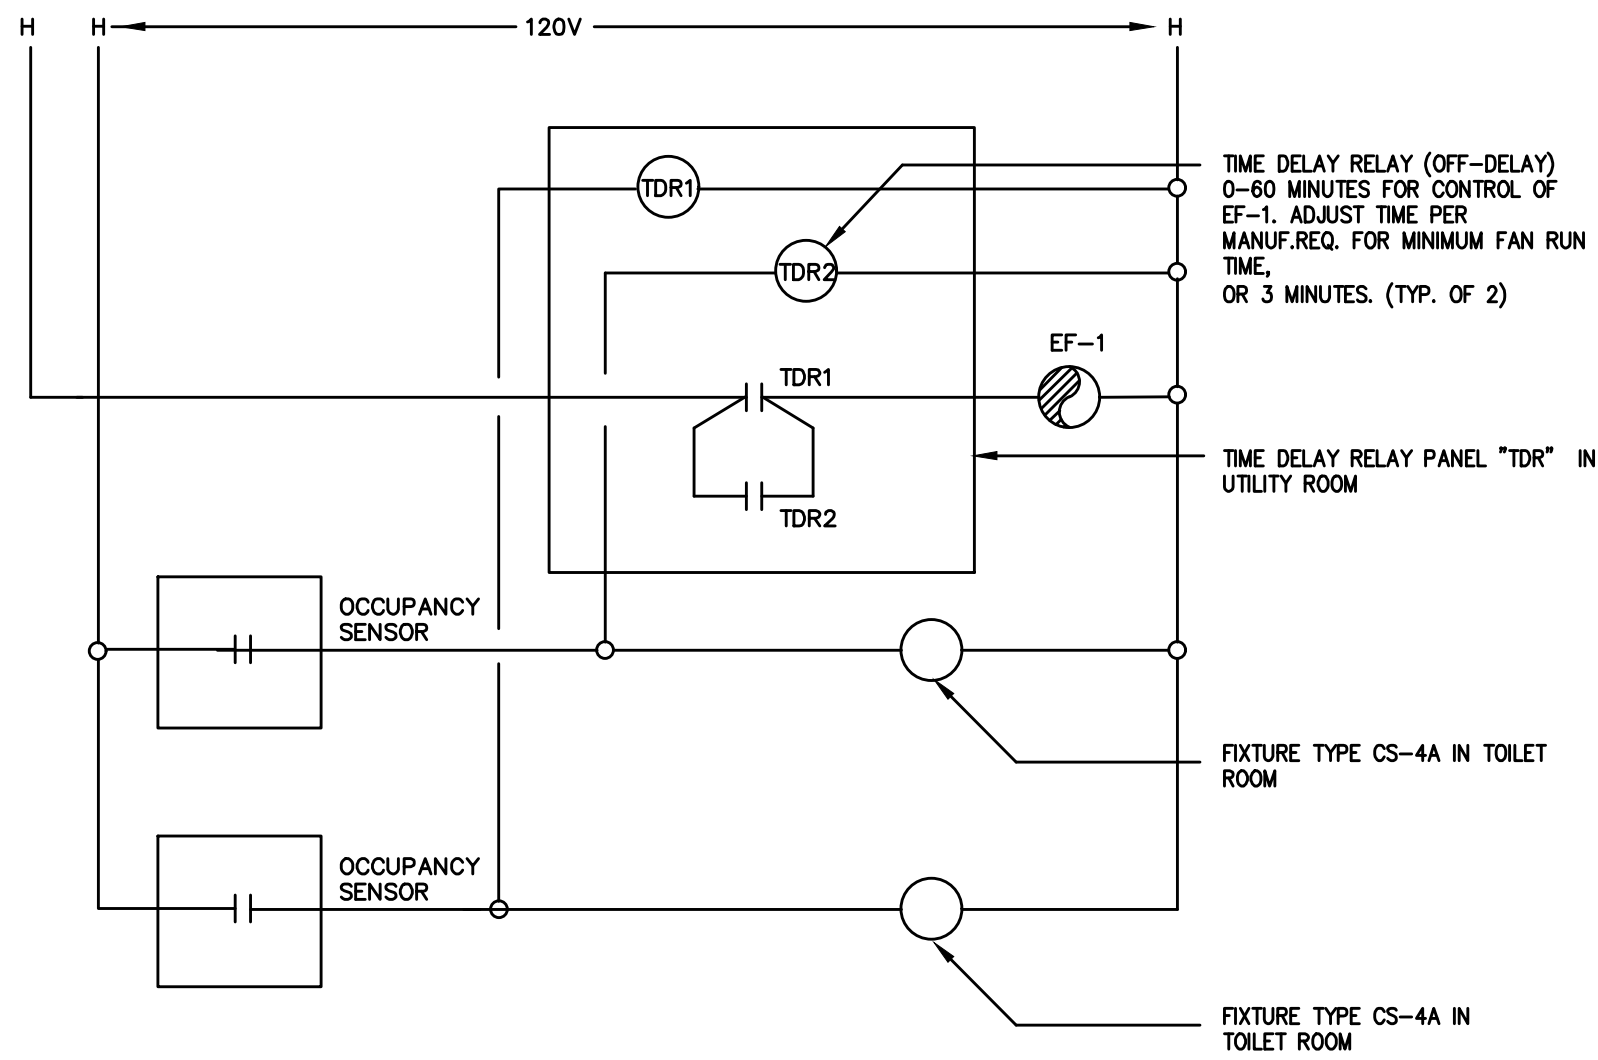 H H 120V H
TDR1
TIME DELAY RELAY (OFF-DELAY)
0-60 MINUTES FOR CONTROL OF
EF-1. ADJUST TIME PER
MANUF.REQ. FOR MINIMUM FAN RUN
TIME,
OR 3 MINUTES. (TYP. OF 2)
TDR2
EF-1
TDR1
TIME DELAY RELAY PANEL "TDR" IN
UTILITY ROOM
TDR2
OCCUPANCY
SENSOR
FIXTURE TYPE CS-4A IN TOILET
ROOM
OCCUPANCY
SENSOR
FIXTURE TYPE CS-4A IN
TOILET ROOM